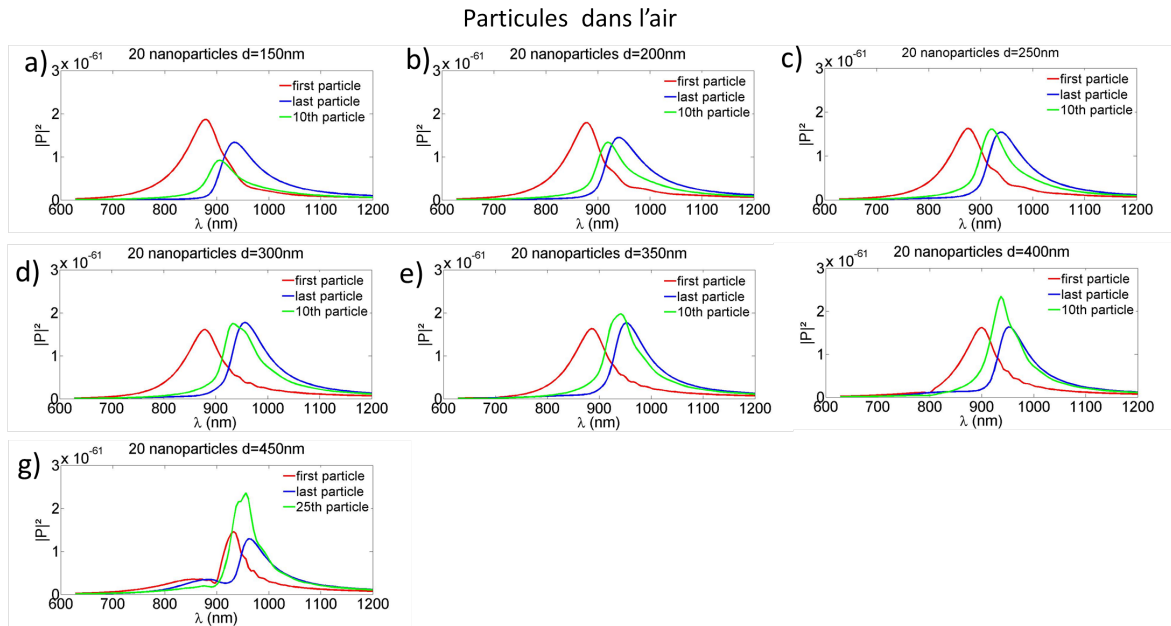 Particules dans l'air
a)
20 nanoparticles d=150nm
3 x 10⁻⁶¹
2
1
0
|P|²
first particle
last particle
10th particle
600 700 800 900 1000 1100 1200
λ (nm)
b)
20 nanoparticles d=200nm
3 x 10⁻⁶¹
2
1
0
|P|²
first particle
last particle
10th particle
600 700 800 900 1000 1100 1200
λ (nm)
c)
20 nanoparticles d=250nm
3 x 10⁻⁶¹
2
1
0
|P|²
first particle
last particle
10th particle
600 700 800 900 1000 1100 1200
λ (nm)
d)
20 nanoparticles d=300nm
3 x 10⁻⁶¹
2
1
0
|P|²
first particle
last particle
10th particle
600 700 800 900 1000 1100 1200
λ (nm)
e)
20 nanoparticles d=350nm
3 x 10⁻⁶¹
2
1
0
|P|²
first particle
last particle
10th particle
600 700 800 900 1000 1100 1200
λ (nm)
20 nanoparticles d=400nm
3 x 10⁻⁶¹
2
1
0
|P|²
first particle
last particle
10th particle
600 700 800 900 1000 1100 1200
λ (nm)
g)
20 nanoparticles d=450nm
3 x 10⁻⁶¹
2
1
0
|P|²
first particle
last particle
25th particle
600 700 800 900 1000 1100 1200
λ (nm)